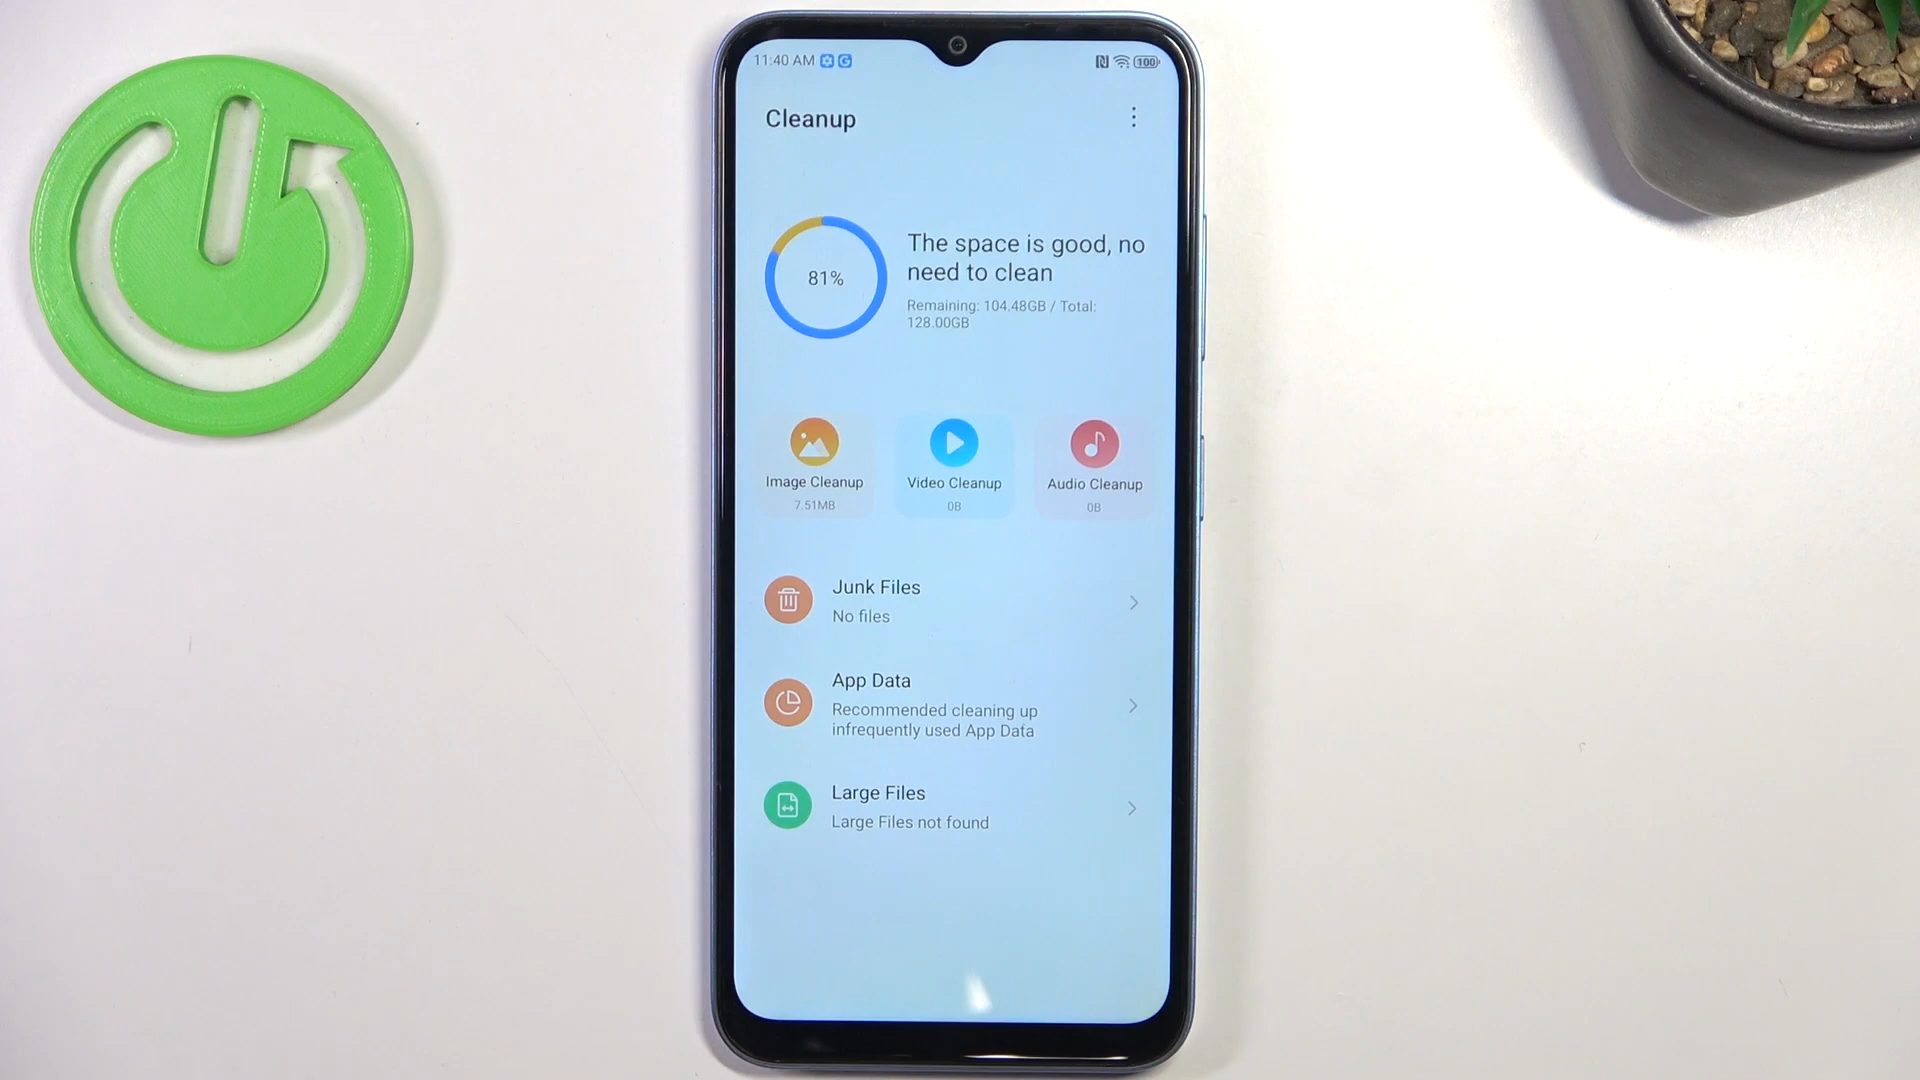 11:40 AM
100
Cleanup
81%
The space is good, no
need to clean
Remaining: 104.48GB / Total:
128.00GB
Image Cleanup
7.51MB
Video Cleanup
0B
Audio Cleanup
0B
Junk Files
No files
App Data
Recommended cleaning up
infrequently used App Data
Large Files
Large Files not found